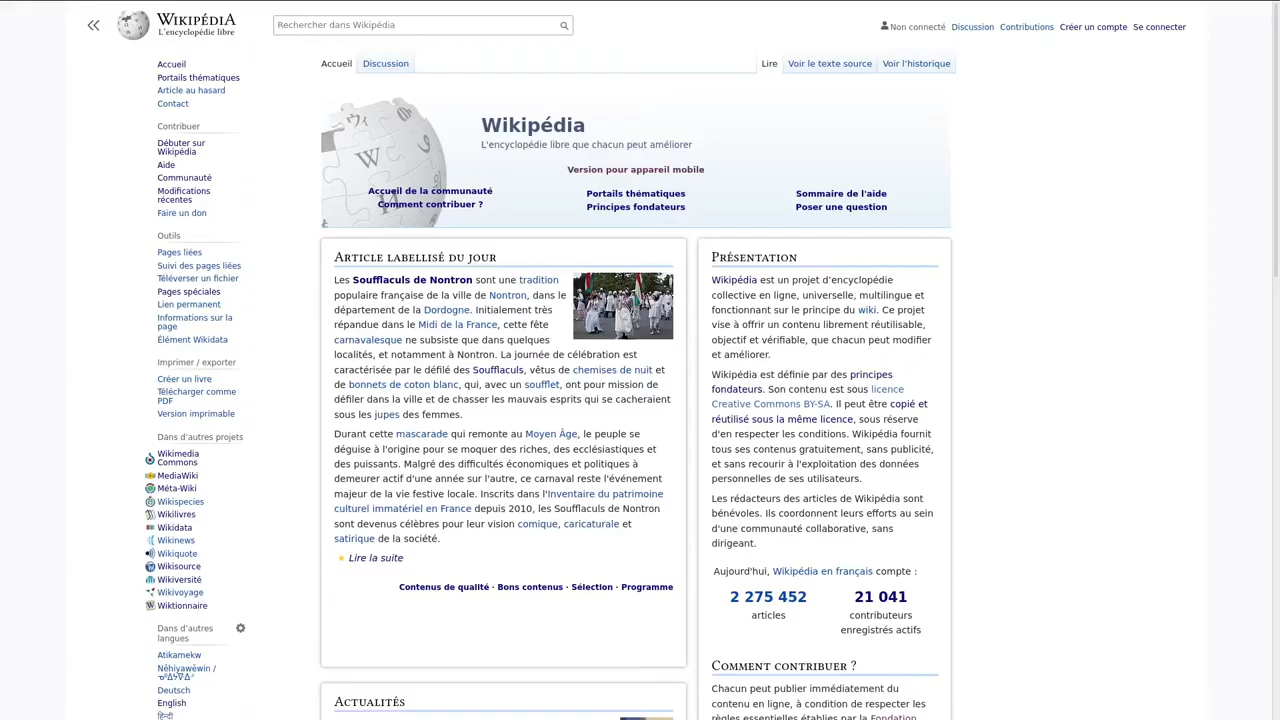 WIKIPÉDIA
L'encyclopédie libre
Rechercher dans Wikipédia
Non connecté Discussion Contributions Créer un compte Se connecter
Accueil
Portails thématiques
Article au hasard
Contact
Contribuer
Débuter sur
Wikipédia
Aide
Communauté
Modifications
récentes
Faire un don
Outils
Pages liées
Suivi des pages liées
Téléverser un fichier
Pages spéciales
Lien permanent
Informations sur la
page
Élément Wikidata
Imprimer / exporter
Créer un livre
Télécharger comme
PDF
Version imprimable
Dans d'autres projets
Wikimedia
Commons
MediaWiki
Méta-Wiki
Wikispecies
Wikilivres
Wikidata
Wikinews
Wikiquote
Wikisource
Wikiversité
Wikivoyage
Wiktionnaire
Dans d'autres
langues
Atikamekw
Nēhiyawēwin /
Deutsch
English
हिन्दी
Accueil Discussion Lire Voir le texte source Voir l'historique
Wikipédia
L'encyclopédie libre que chacun peut améliorer
Version pour appareil mobile
Accueil de la communauté
Comment contribuer ?
Portails thématiques
Principes fondateurs
Sommaire de l'aide
Poser une question
Article labellisé du jour
Les Soufflaculs de Nontron sont une tradition
populaire française de la ville de Nontron, dans le
département de la Dordogne. Initialement très
répandue dans le Midi de la France, cette fête
carnavalesque ne subsiste que dans quelques
localités, et notamment à Nontron. La journée de célébration est
caractérisée par le défilé des Soufflaculs, vêtus de chemises de nuit et
de bonnets de coton blanc, qui, avec un soufflet, ont pour mission de
défiler dans la ville et de chasser les mauvais esprits qui se cacheraient
sous les jupes des femmes.
Durant cette mascarade qui remonte au Moyen Âge, le peuple se
déguise à l'origine pour se moquer des riches, des ecclésiastiques et
des puissants. Malgré des difficultés économiques et politiques à
demeurer actif d'une année sur l'autre, ce carnaval reste l'événement
majeur de la vie festive locale. Inscrits dans l'Inventaire du patrimoine
culturel immatériel en France depuis 2010, les Soufflaculs de Nontron
sont devenus célèbres pour leur vision comique, caricaturale et
satirique de la société.
Lire la suite
Contenus de qualité · Bons contenus · Sélection · Programme
Actualités
Présentation
Wikipédia est un projet d'encyclopédie
collective en ligne, universelle, multilingue et
fonctionnant sur le principe du wiki. Ce projet
vise à offrir un contenu librement réutilisable,
objectif et vérifiable, que chacun peut modifier
et améliorer.
Wikipédia est définie par des principes
fondateurs. Son contenu est sous licence
Creative Commons BY-SA. Il peut être copié et
réutilisé sous la même licence, sous réserve
d'en respecter les conditions. Wikipédia fournit
tous ses contenus gratuitement, sans publicité,
et sans recourir à l'exploitation des données
personnelles de ses utilisateurs.
Les rédacteurs des articles de Wikipédia sont
bénévoles. Ils coordonnent leurs efforts au sein
d'une communauté collaborative, sans
dirigeant.
Aujourd'hui, Wikipédia en français compte :
2 275 452
articles
21 041
contributeurs
enregistrés actifs
Comment contribuer ?
Chacun peut publier immédiatement du
contenu en ligne, à condition de respecter les
règles essentielles établies par la Fondation